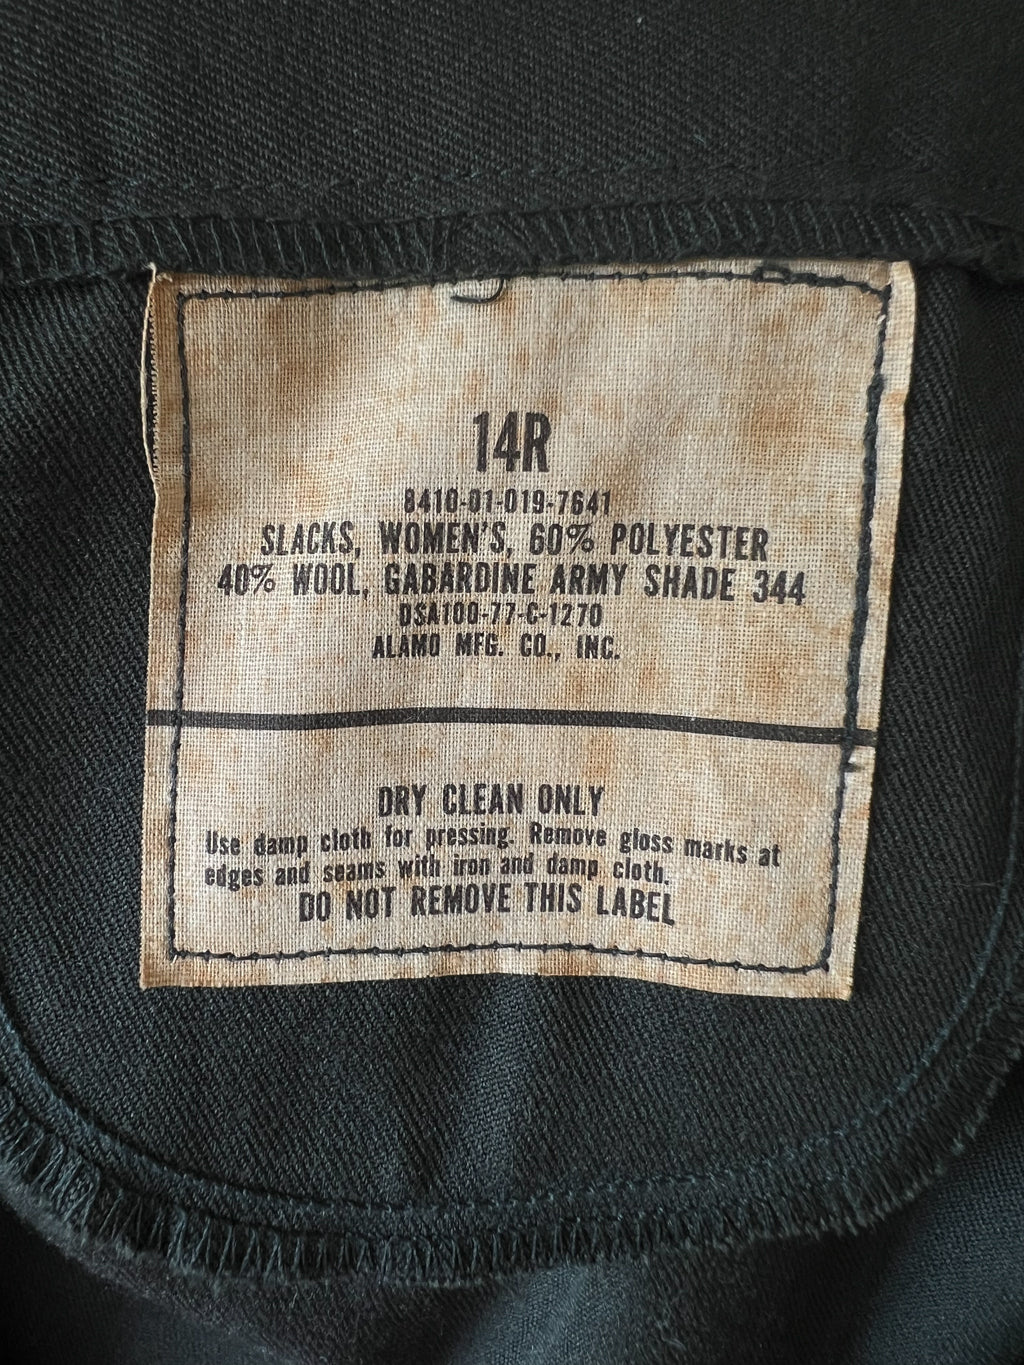 14R
8410-01-019-7641
SLACKS, WOMEN'S, 60% POLYESTER
40% WOOL, GABARDINE ARMY SHADE 344
DSA100-77-C-1270
ALAMO MFG. CO., INC.
DRY CLEAN ONLY
Use damp cloth for pressing. Remove gloss marks at
edges and seams with iron and damp cloth.
DO NOT REMOVE THIS LABEL